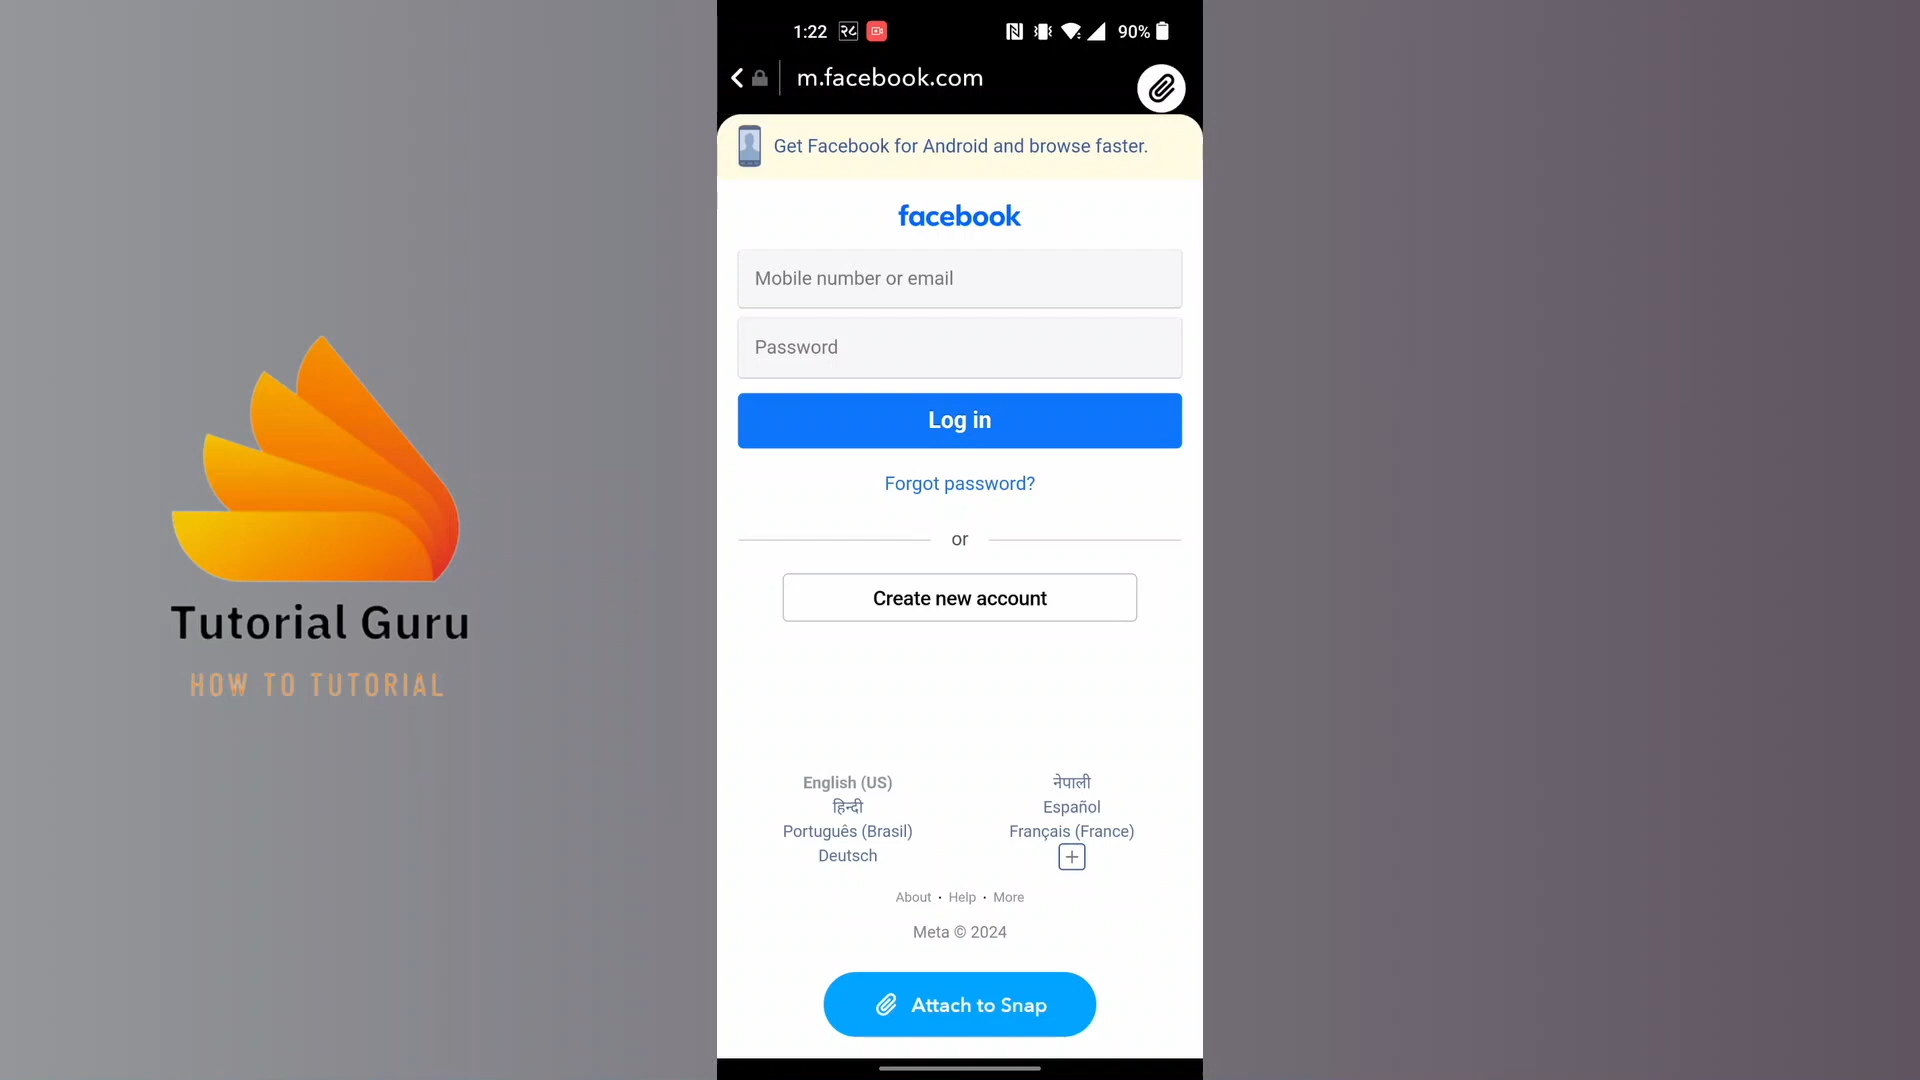 1:22 २८ 90%
m.facebook.com
Get Facebook for Android and browse faster.
facebook
Mobile number or email
Password
Log in
Forgot password?
or
Create new account
English (US)
नेपाली
हिन्दी
Español
Português (Brasil)
Français (France)
Deutsch
About · Help · More
Meta © 2024
Attach to Snap
Tutorial Guru
HOW TO TUTORIAL